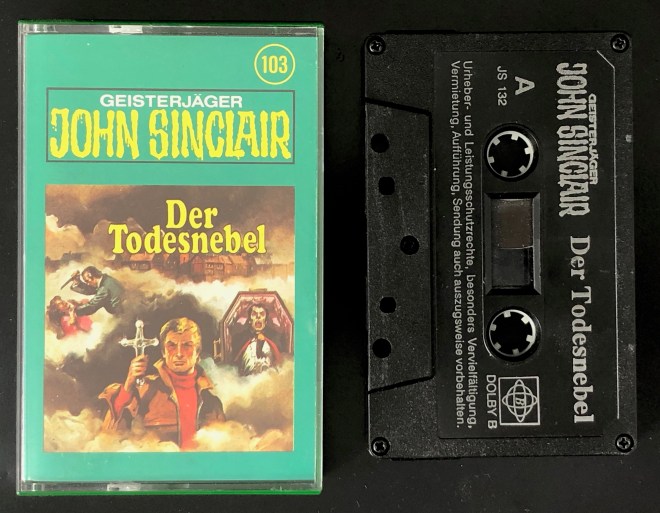 103
GEISTERJÄGER
JOHN SINCLAIR
Der
Todesnebel
GEISTERJÄGER
JOHN SINCLAIR
Der Todesnebel
A
JS 132
DOLBY B
Urheber- und Leistungsschutzrechte, besonders Vervielfältigung,
Vermietung, Aufführung, Sendung auch auszugsweise vorbehalten.